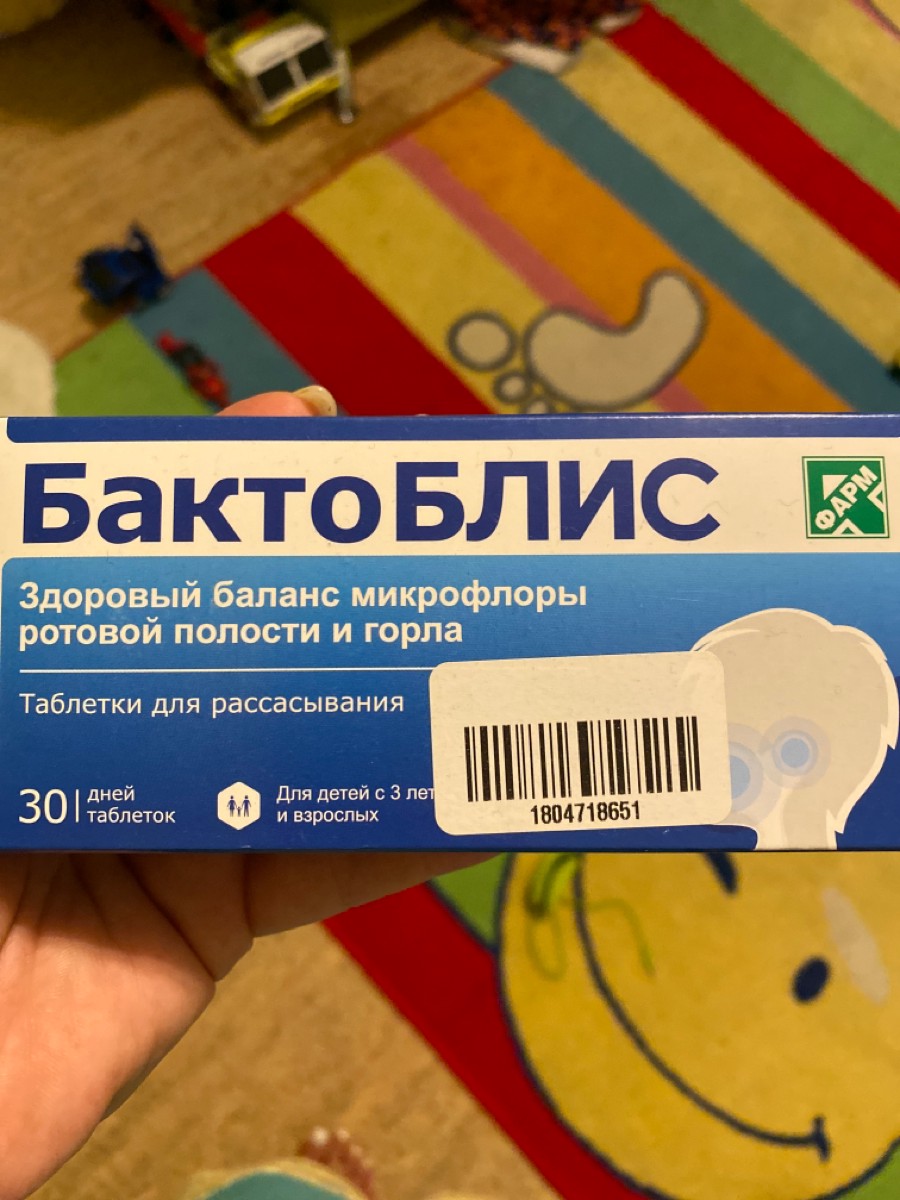 БактоБЛИС
ФАРМ
Здоровый баланс микрофлоры
ротовой полости и горла
Таблетки для рассасывания
30 дней
таблеток
Для детей с 3 лет
и взрослых
1804718651